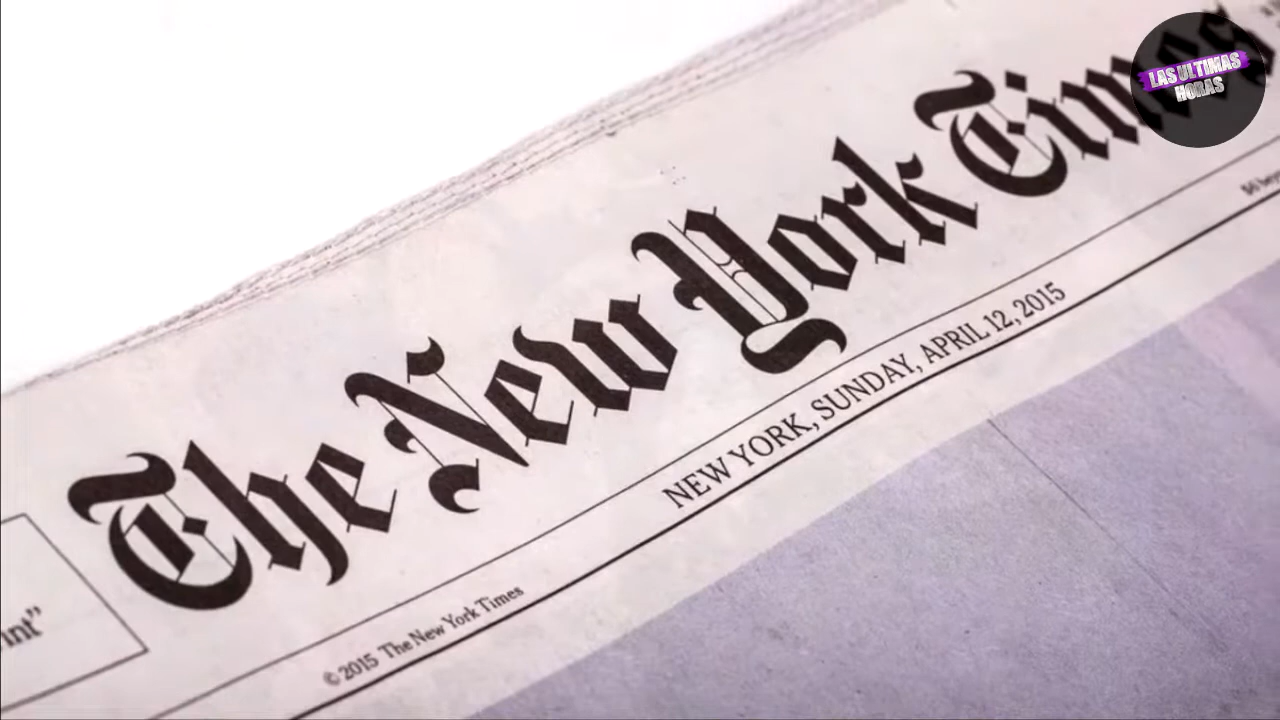 The New York Times
LAS ULTIMAS
HORAS
NEW YORK, SUNDAY, APRIL 12, 2015
© 2015 The New York Times
int”